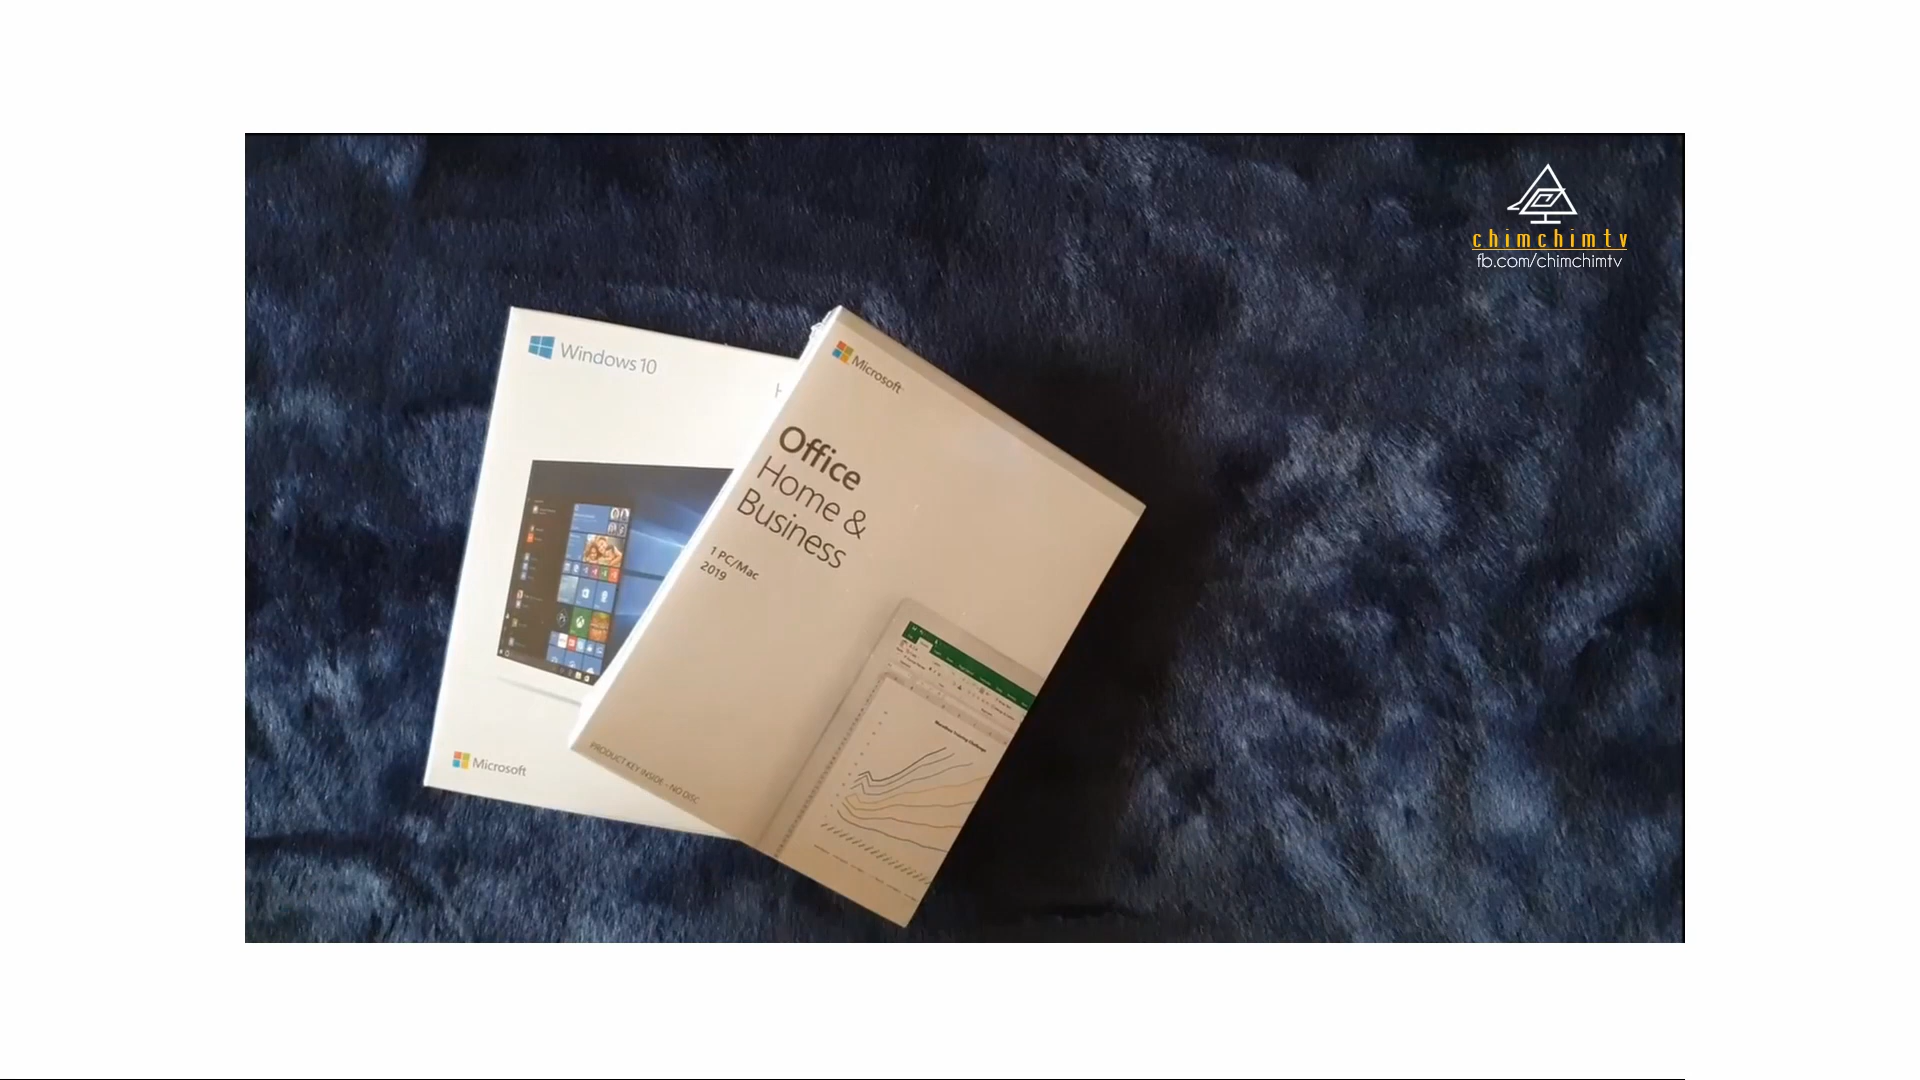 chimchimtv
fb.com/chimchimtv
Windows 10
Microsoft
Microsoft
Office
Home &
Business
1 PC/Mac
2019
PRODUCT KEY INSIDE - NO DISC